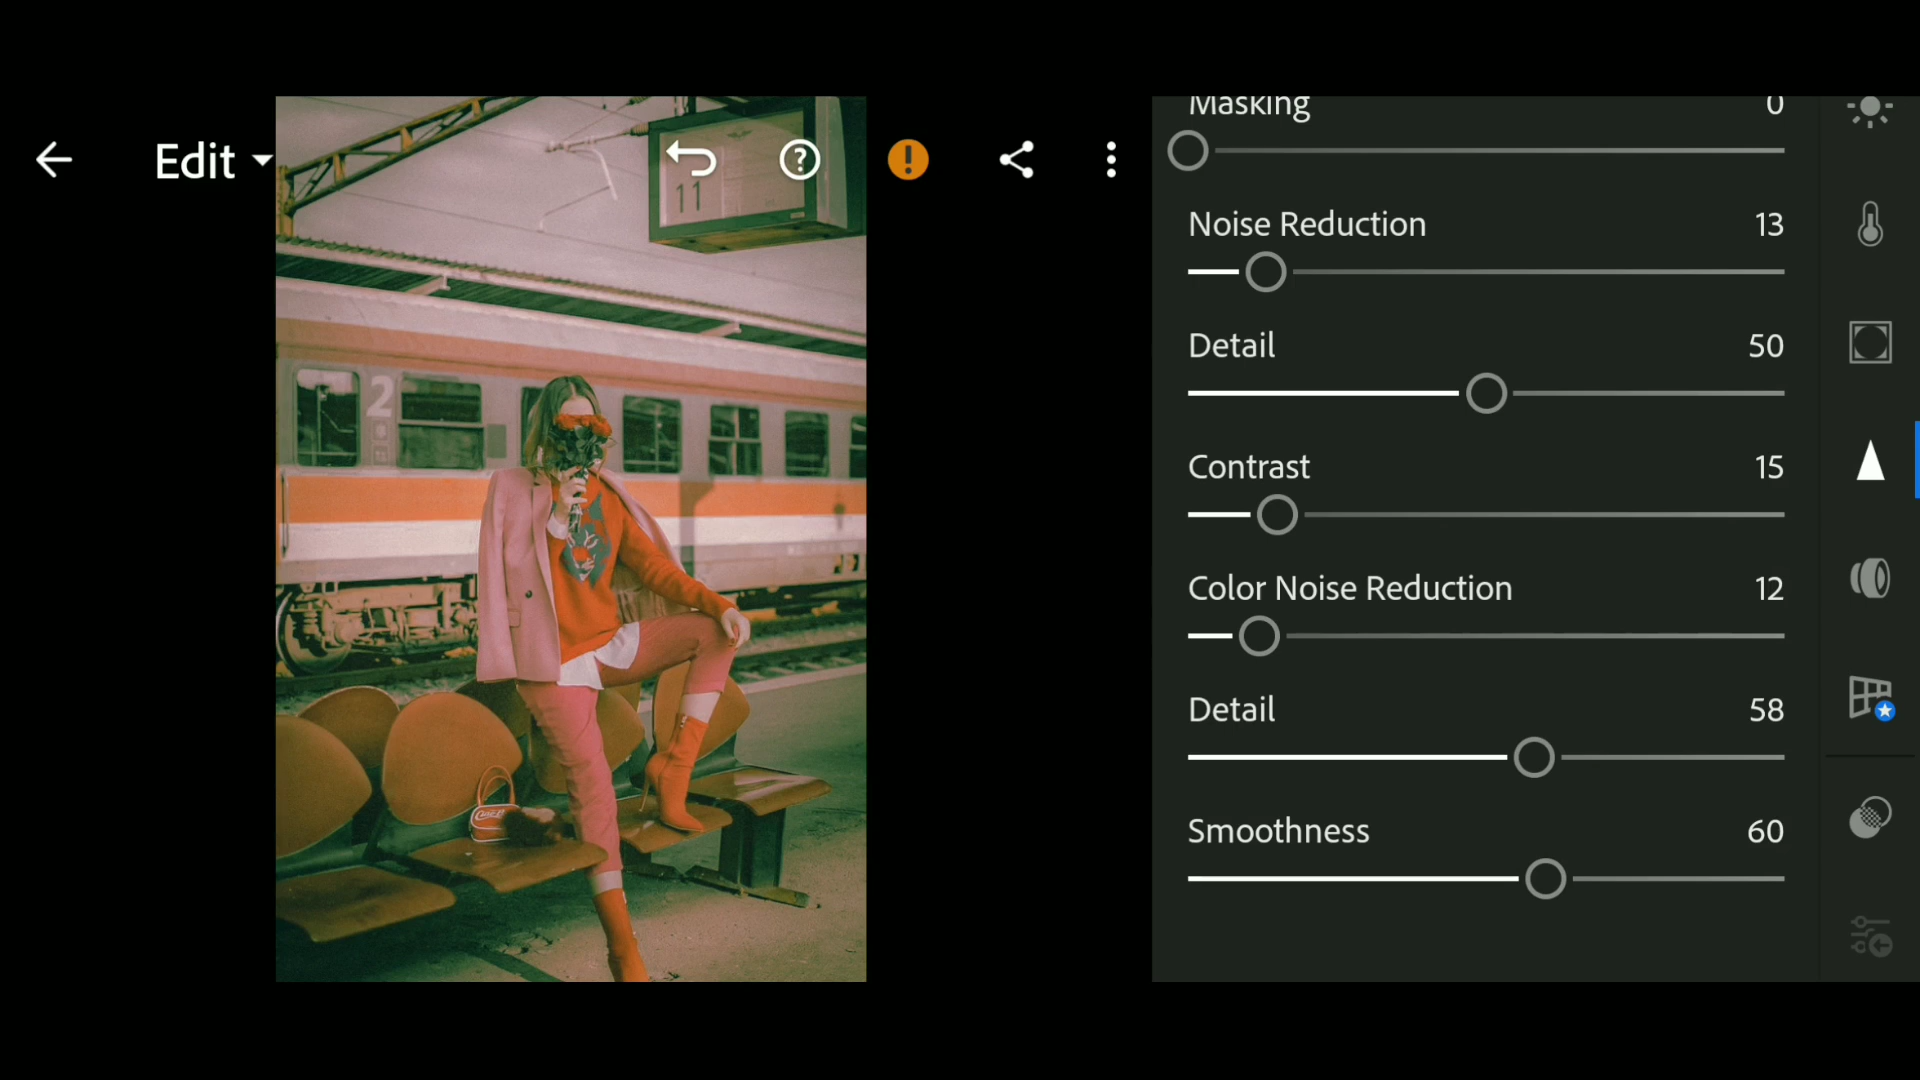 Edit
11
2
Masking 0
Noise Reduction 13
Detail 50
Contrast 15
Color Noise Reduction 12
Detail 58
Smoothness 60